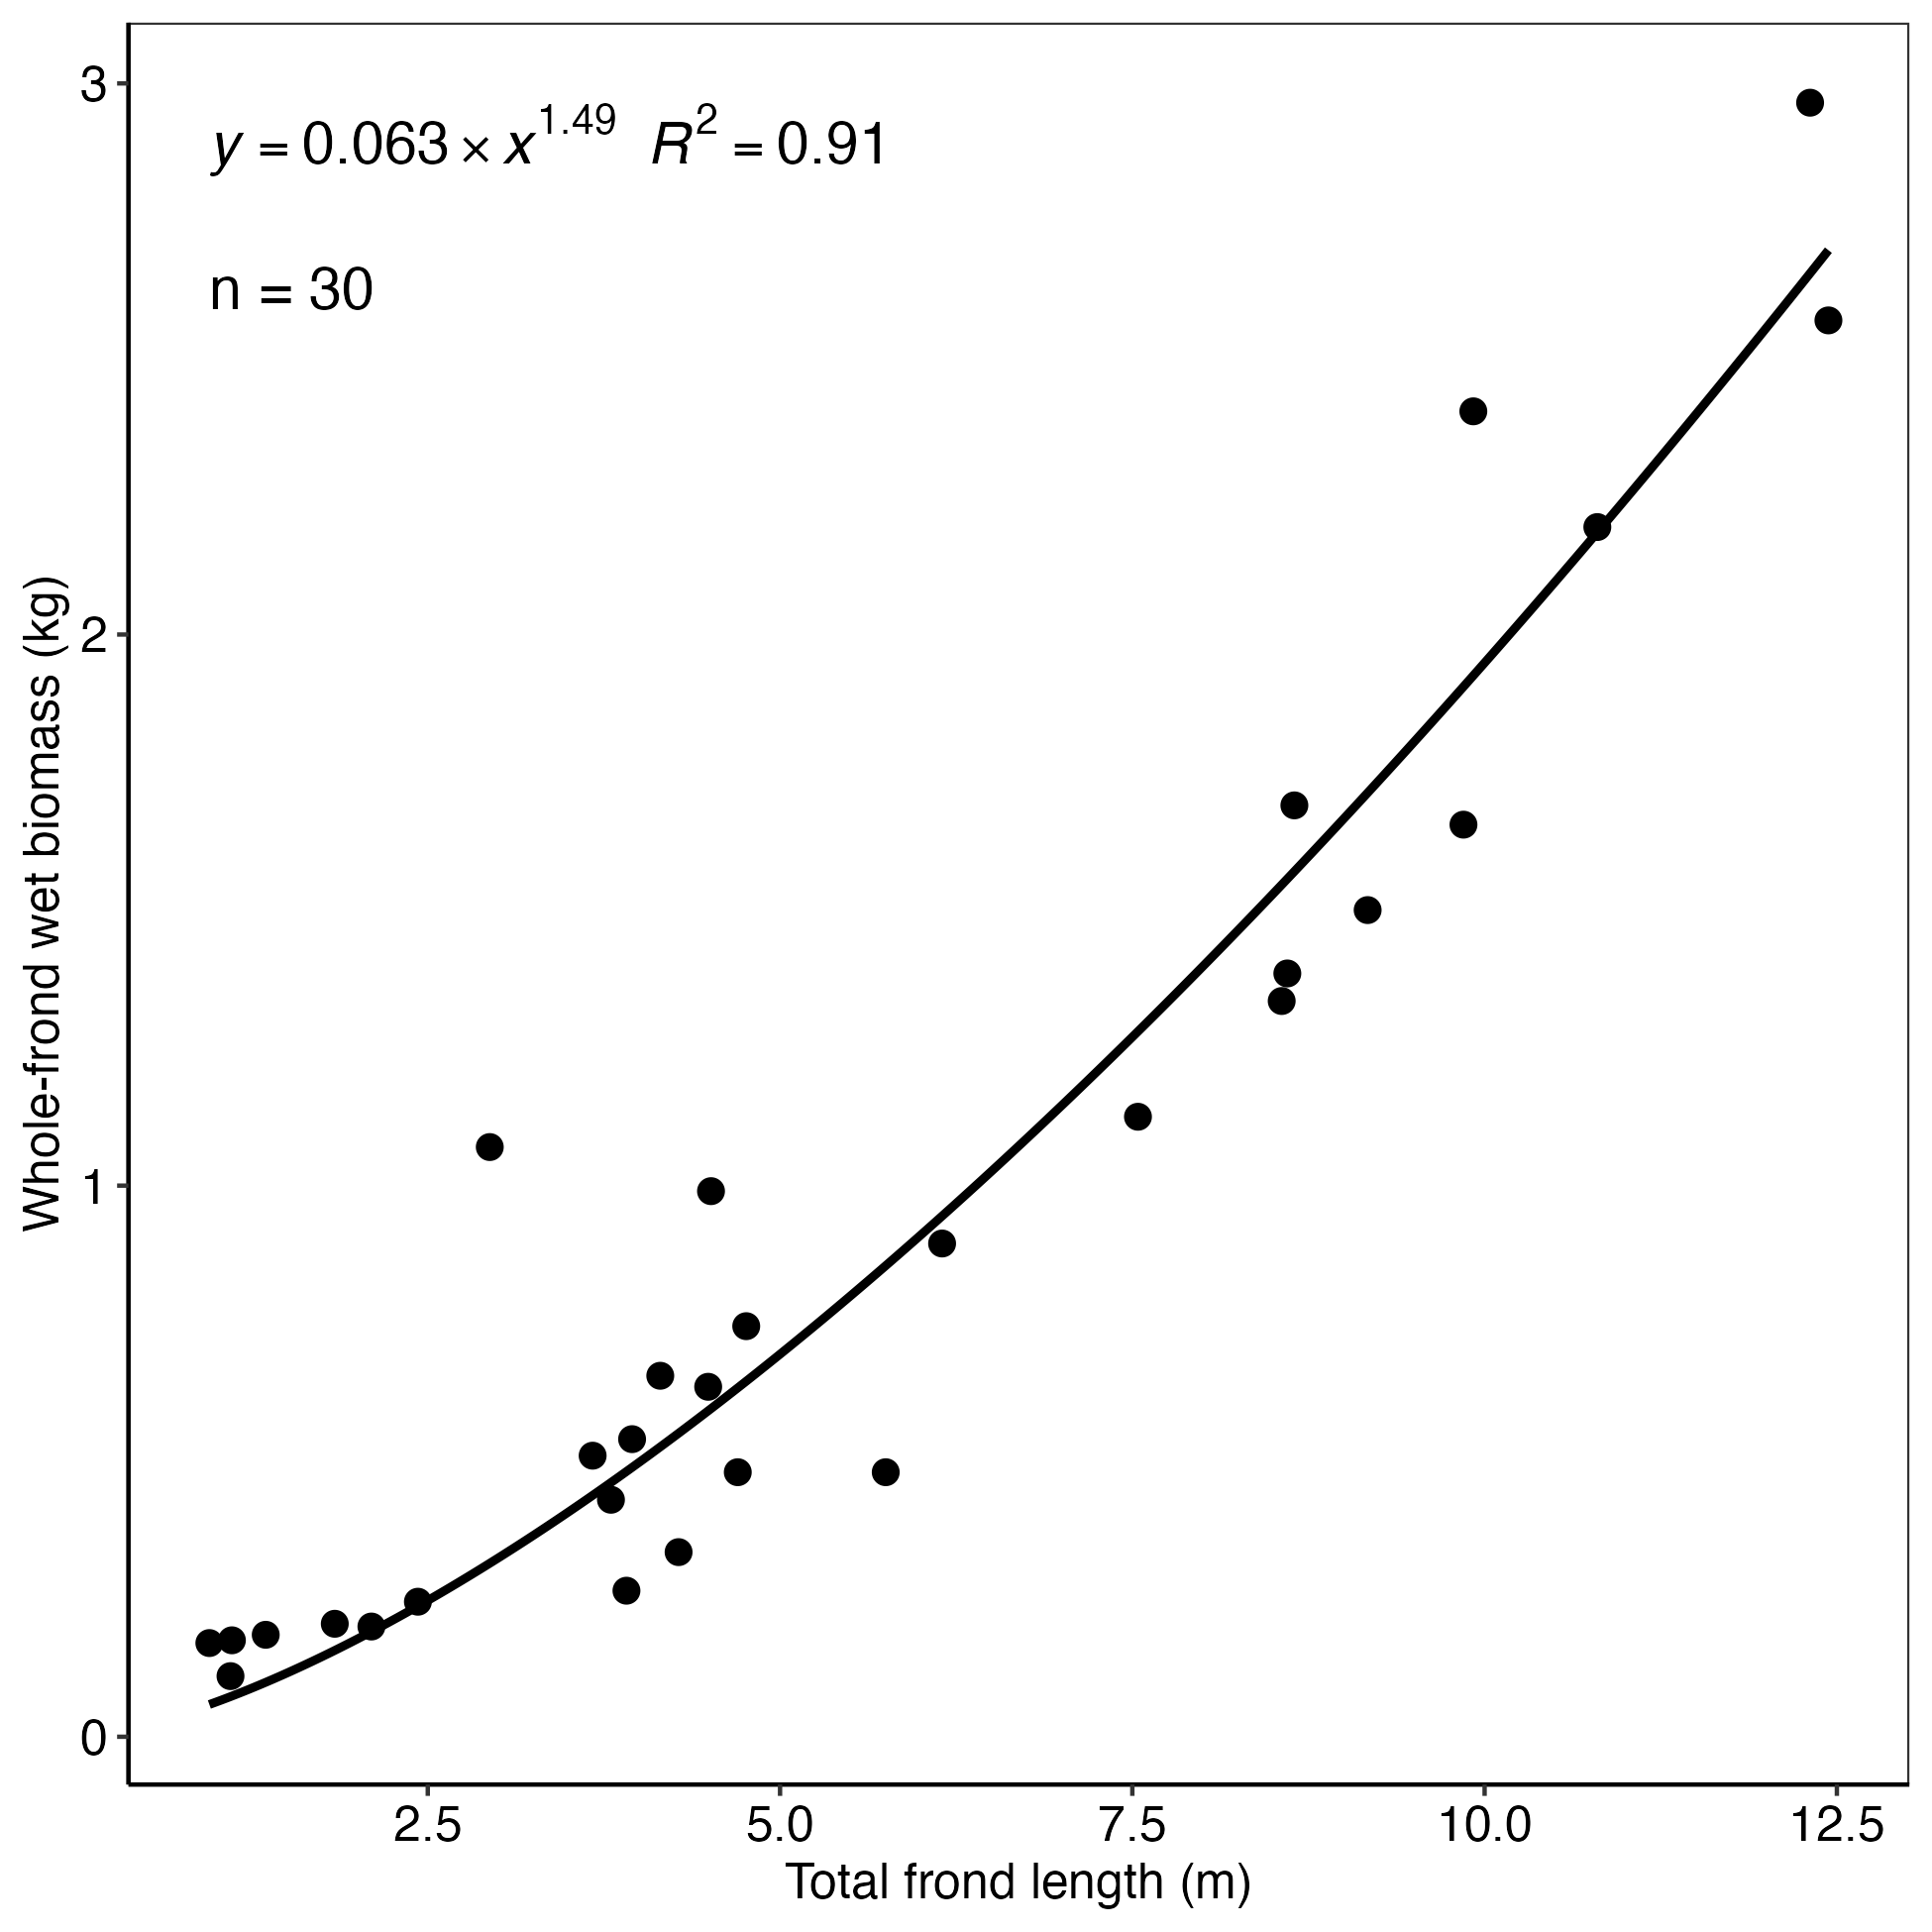 y = 0.063 × x^1.49 R^2 = 0.91
n = 30
Whole-frond wet biomass (kg)
3
2
1
0
2.5 5.0 7.5 10.0 12.5
Total frond length (m)